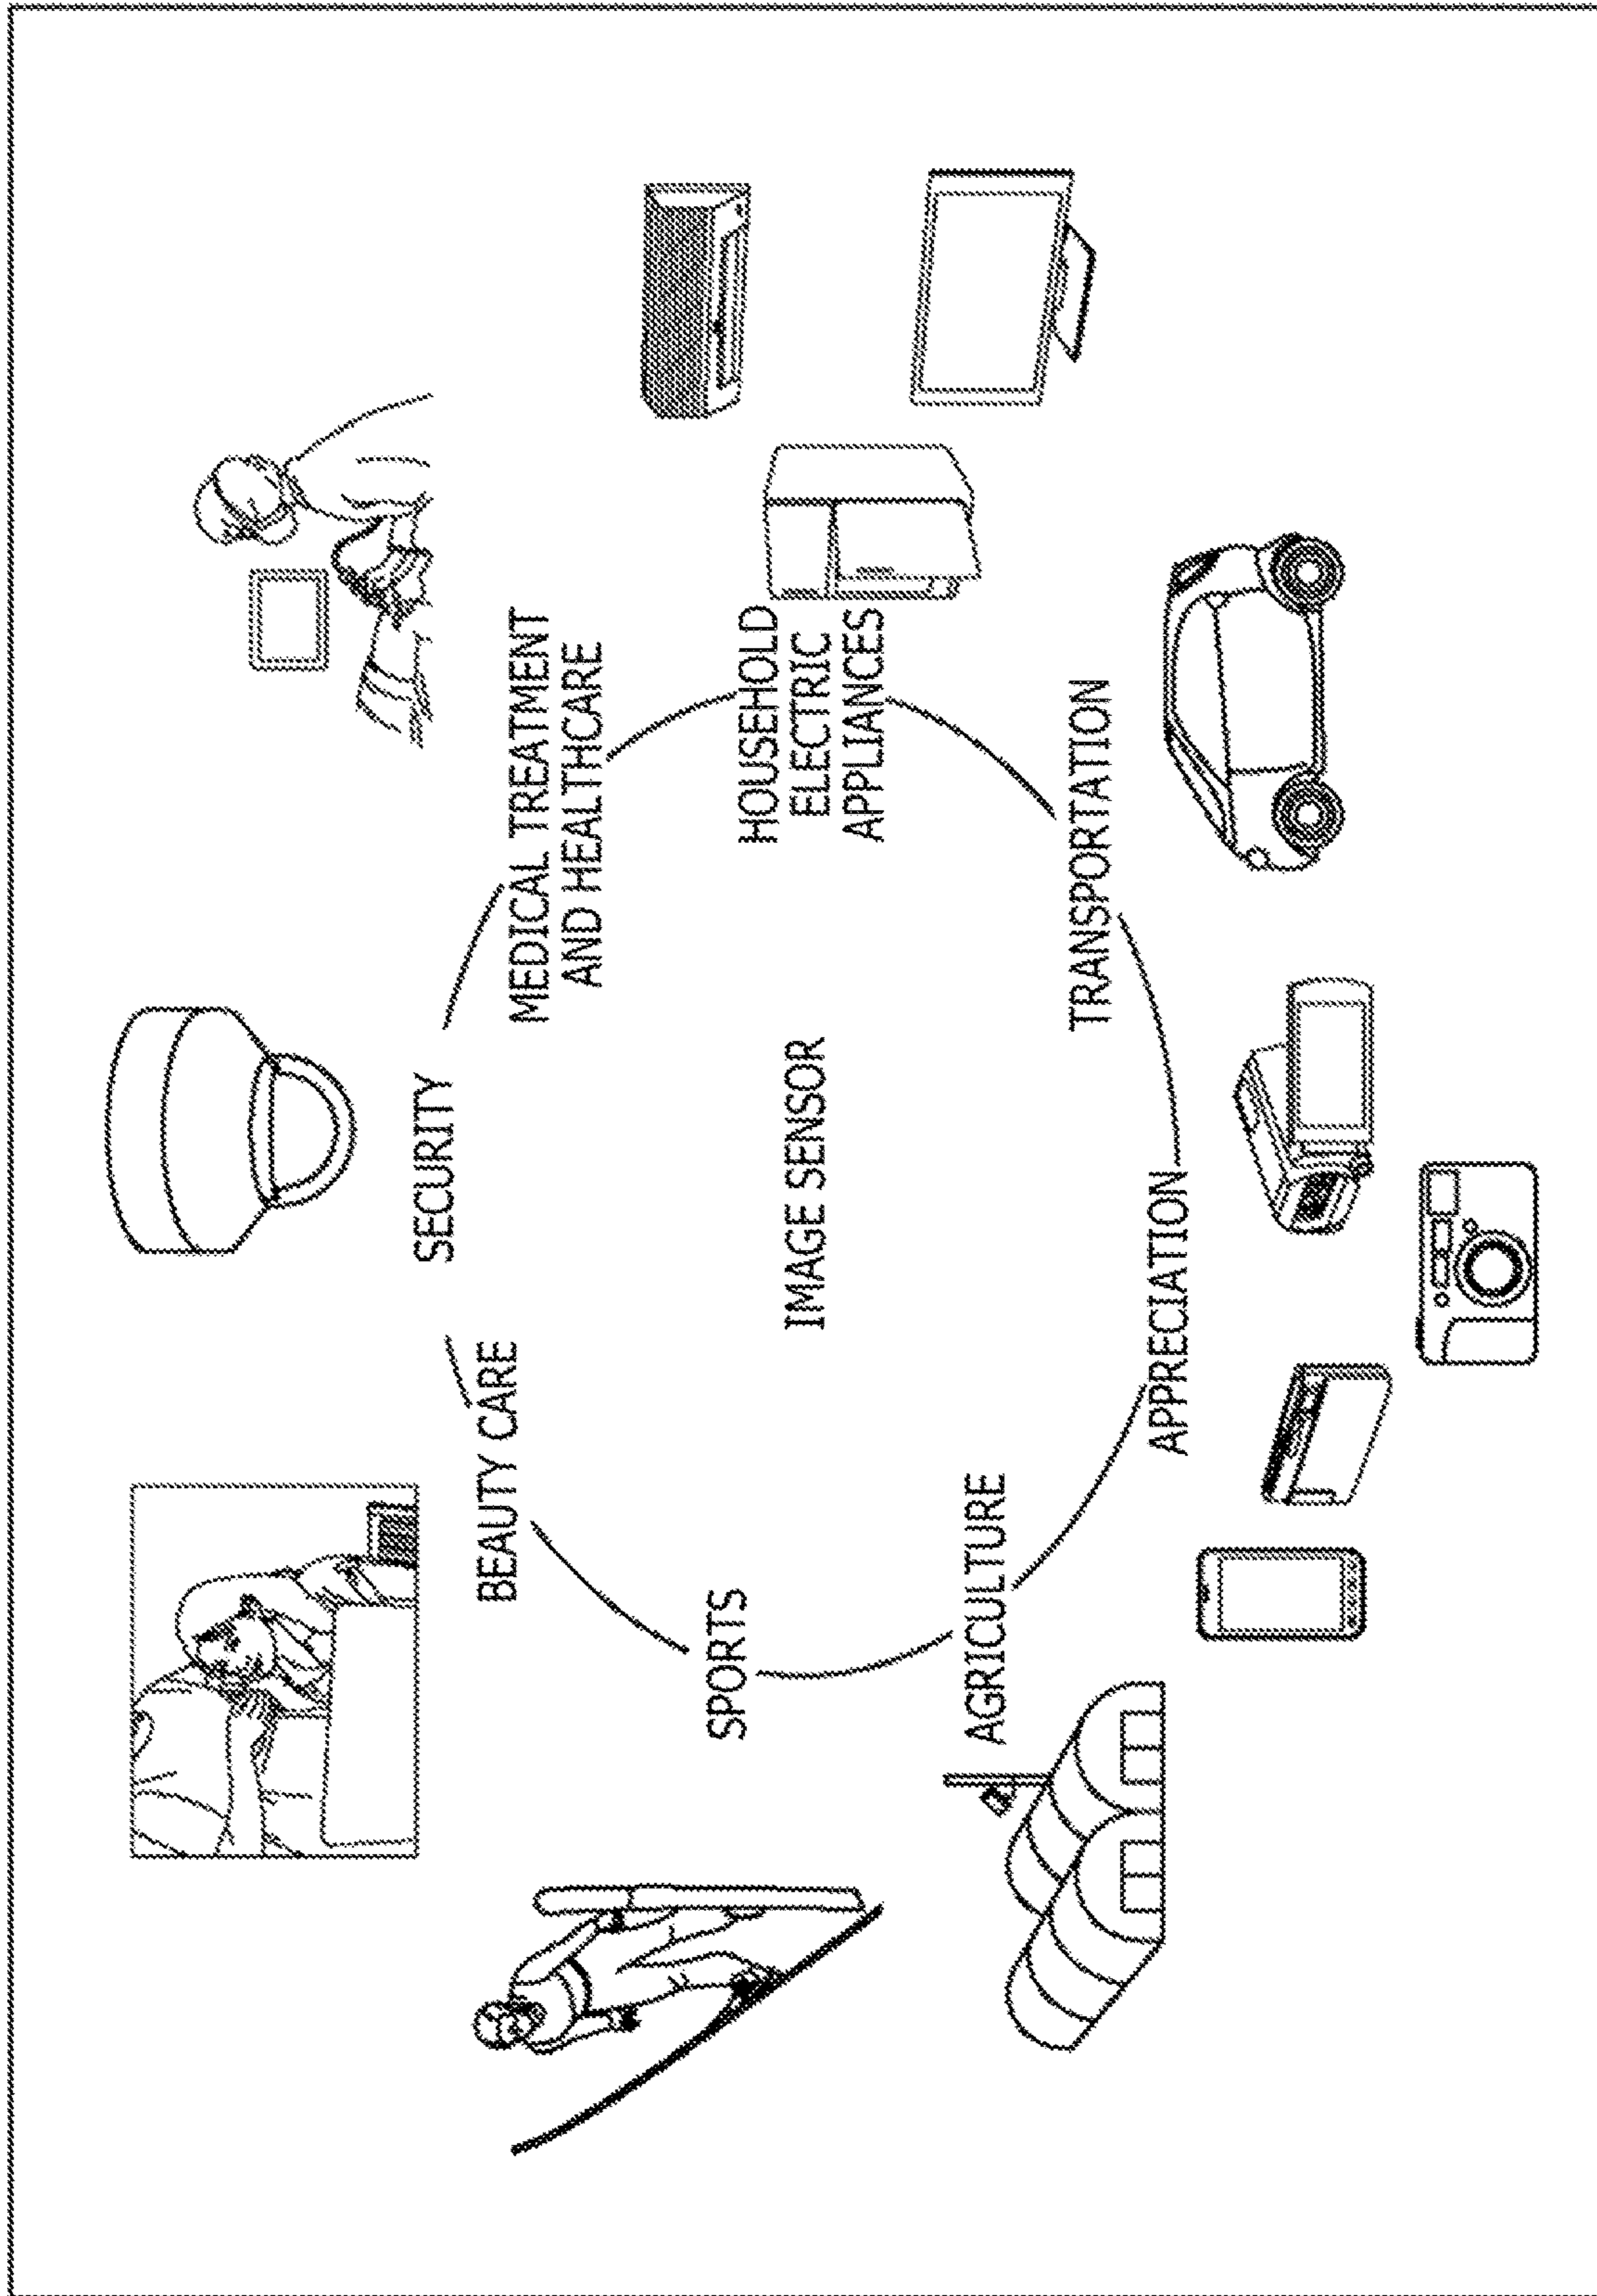 SECURITY
BEAUTY CARE
MEDICAL TREATMENT
AND HEALTHCARE
SPORTS
IMAGE SENSOR
HOUSEHOLD
ELECTRIC
APPLIANCES
AGRICULTURE
TRANSPORTATION
APPRECIATION